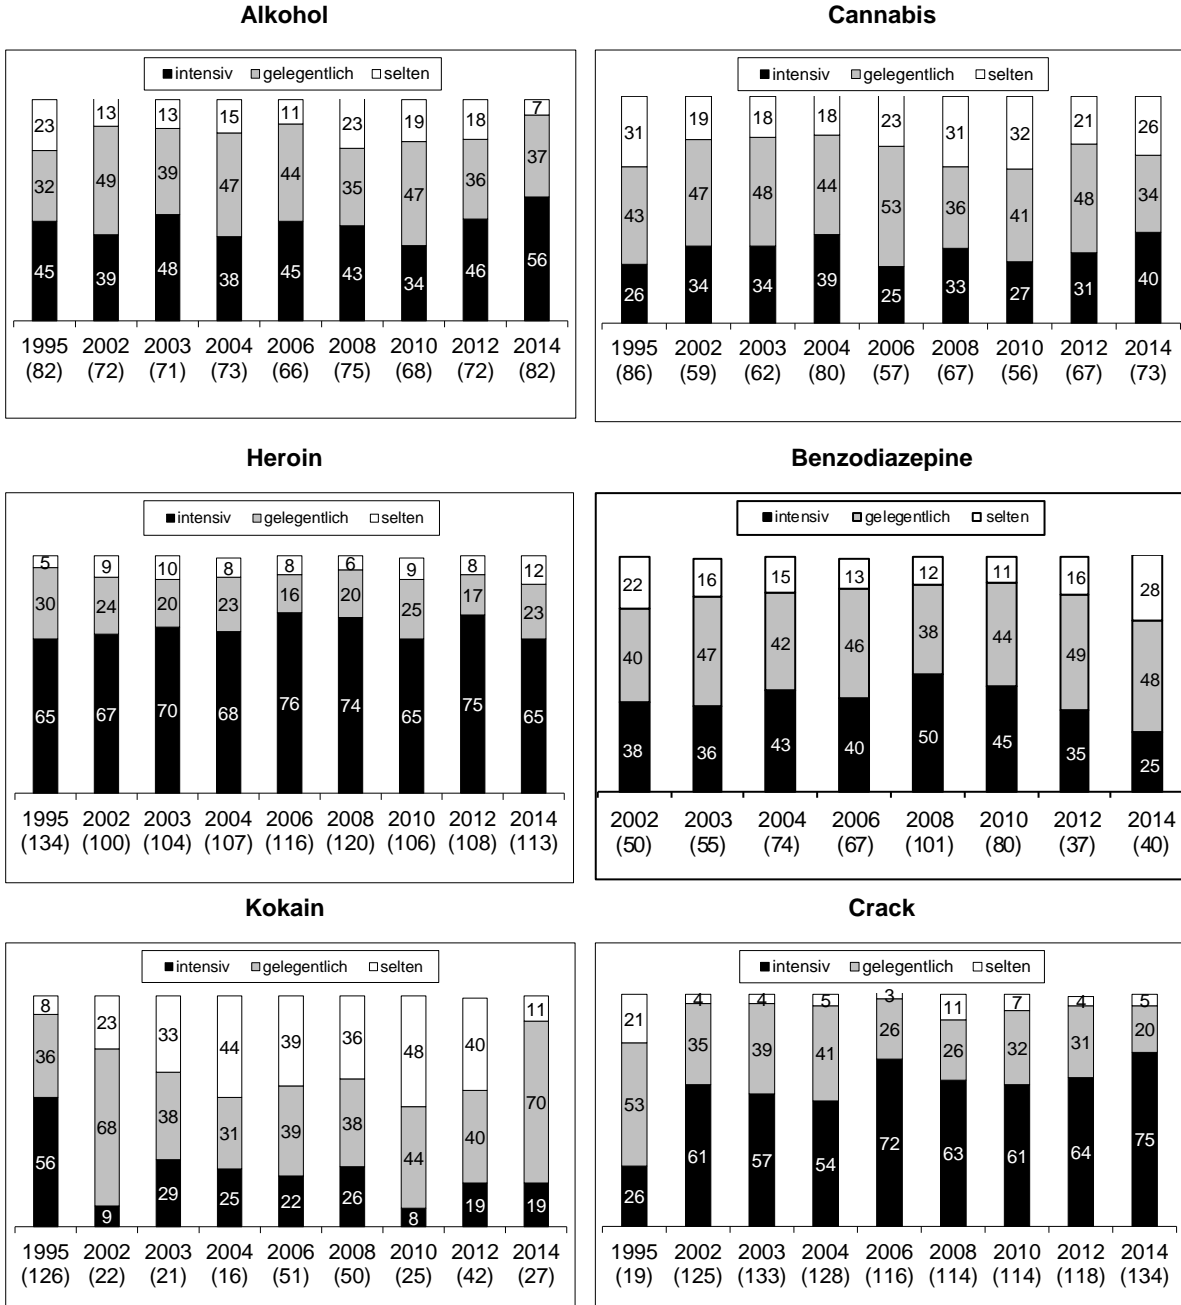 Alkohol
intensiv gelegentlich selten
23 13 13 15 11 23 19 18 7
32 49 39 47 44 35 47 36 37
45 39 48 38 45 43 34 46 56
1995 2002 2003 2004 2006 2008 2010 2012 2014
(82) (72) (71) (73) (66) (75) (68) (72) (82)
Cannabis
intensiv gelegentlich selten
31 19 18 18 23 31 32 21 26
43 47 48 44 53 36 41 48 34
26 34 34 39 25 33 27 31 40
1995 2002 2003 2004 2006 2008 2010 2012 2014
(86) (59) (62) (80) (57) (67) (56) (67) (73)
Heroin
intensiv gelegentlich selten
5 9 10 8 8 6 9 8 12
30 24 20 23 16 20 25 17 23
65 67 70 68 76 74 65 75 65
1995 2002 2003 2004 2006 2008 2010 2012 2014
(134) (100) (104) (107) (116) (120) (106) (108) (113)
Benzodiazepine
intensiv gelegentlich selten
22 16 15 13 12 11 16 28
40 47 42 46 38 44 49 48
38 36 43 40 50 45 35 25
2002 2003 2004 2006 2008 2010 2012 2014
(50) (55) (74) (67) (101) (80) (37) (40)
Kokain
intensiv gelegentlich selten
8 23 33 44 39 36 48 40 11
36 68 38 31 39 38 44 40 70
56 9 29 25 22 26 8 19 19
1995 2002 2003 2004 2006 2008 2010 2012 2014
(126) (22) (21) (16) (51) (50) (25) (42) (27)
Crack
intensiv gelegentlich selten
21 4 4 5 3 11 7 4 5
53 35 39 41 26 26 32 31 20
26 61 57 54 72 63 61 64 75
1995 2002 2003 2004 2006 2008 2010 2012 2014
(19) (125) (133) (128) (116) (114) (114) (118) (134)